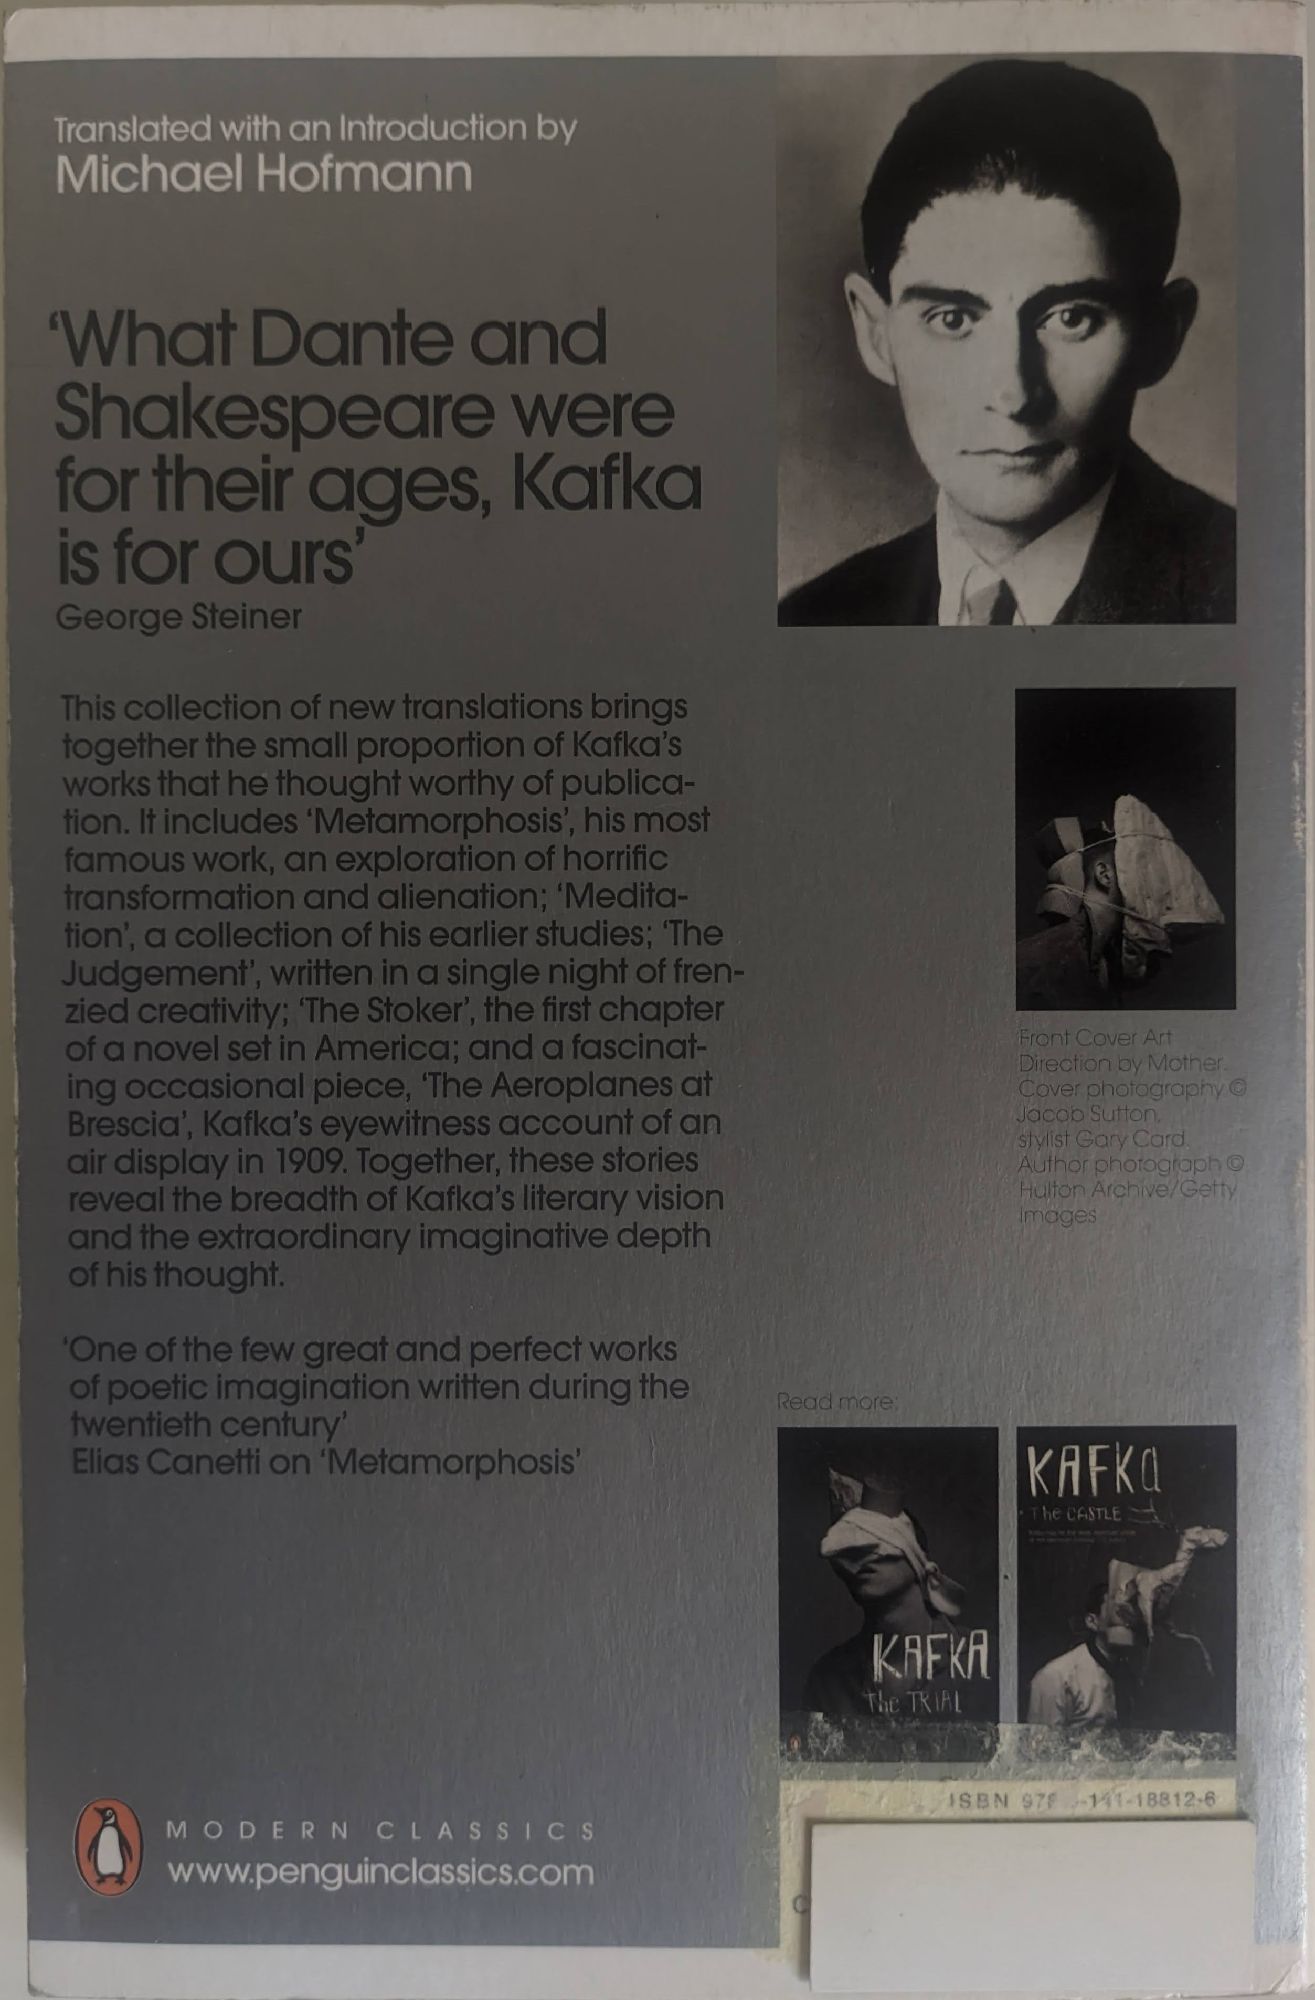 Translated with an Introduction by
Michael Hofmann
‘What Dante and
Shakespeare were
for their ages, Kafka
is for ours’
George Steiner
This collection of new translations brings
together the small proportion of Kafka’s
works that he thought worthy of publica-
tion. It includes ‘Metamorphosis’, his most
famous work, an exploration of horrific
transformation and alienation; ‘Medita-
tion’, a collection of his earlier studies; ‘The
Judgement’, written in a single night of fren-
zied creativity; ‘The Stoker’, the first chapter
of a novel set in America; and a fascinat-
ing occasional piece, ‘The Aeroplanes at
Brescia’, Kafka’s eyewitness account of an
air display in 1909. Together, these stories
reveal the breadth of Kafka’s literary vision
and the extraordinary imaginative depth
of his thought.
‘One of the few great and perfect works
of poetic imagination written during the
twentieth century’
Elias Canetti on ‘Metamorphosis’
Front Cover Art
Direction by Mother.
Cover photography ©
Jacob Sutton,
stylist Gary Card.
Author photograph ©
Hulton Archive/Getty
Images
Read more:
KAFKA
The TRIAL
KAFKA
The CASTLE
ISBN 978 -141-18812-6
MODERN CLASSICS
www.penguinclassics.com